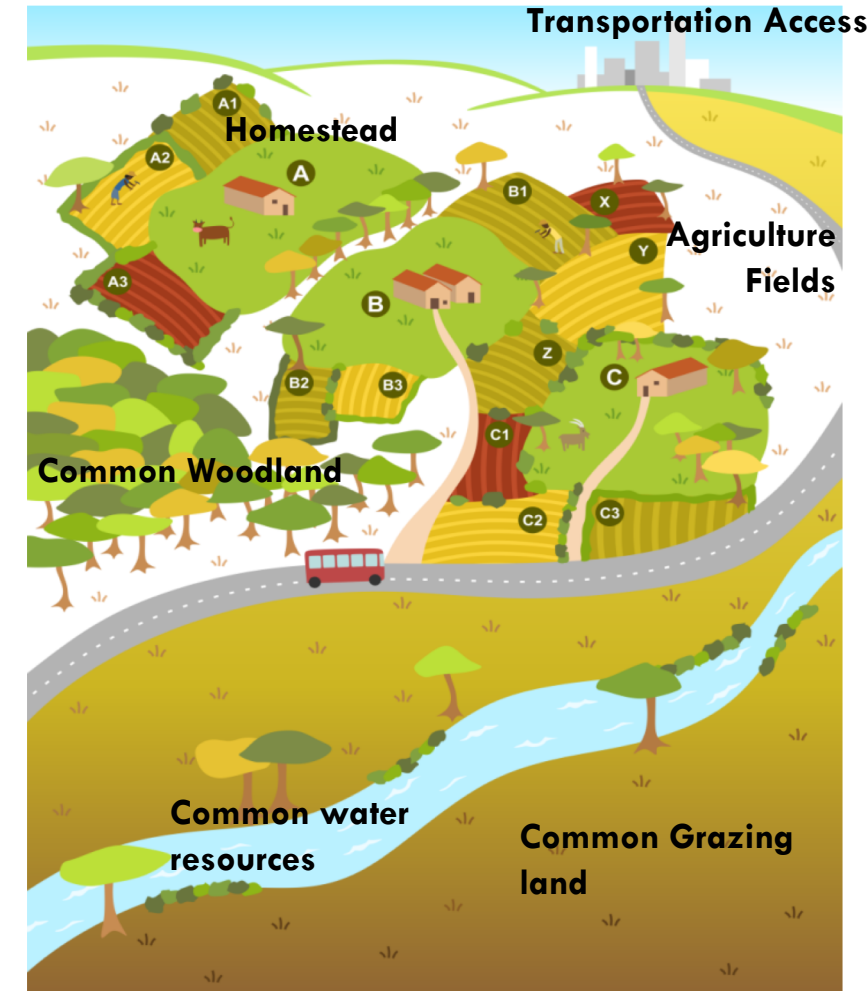 Transportation Access
A1
Homestead
A2
A
B1
X
Agriculture
Fields
Y
A3
B
Z
B2
B3
C
C1
Common Woodland
C2
C3
Common water
resources
Common Grazing
land